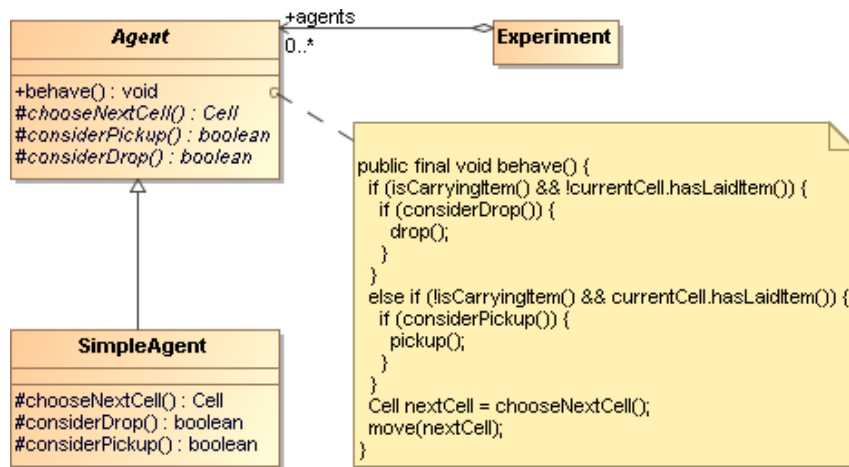 Agent
+behave() : void
#chooseNextCell() : Cell
#considerPickup() : boolean
#considerDrop() : boolean
+agents
0..*
Experiment
public final void behave() {
if (isCarryingItem() && !currentCell.hasLaidItem()) {
if (considerDrop()) {
drop();
}
}
else if (!isCarryingItem() && currentCell.hasLaidItem()) {
if (considerPickup()) {
pickup();
}
}
Cell nextCell = chooseNextCell();
move(nextCell);
}
SimpleAgent
#chooseNextCell() : Cell
#considerDrop() : boolean
#considerPickup() : boolean